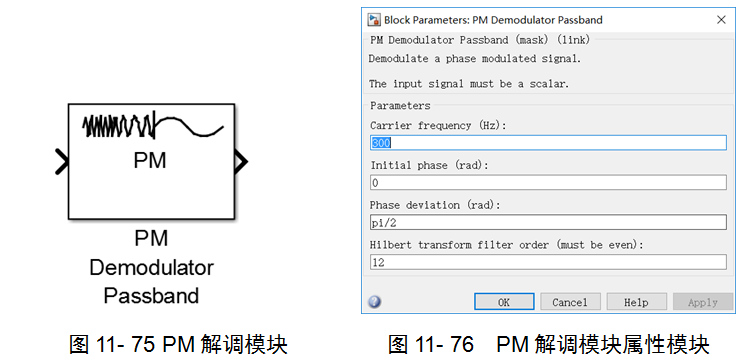 PM
PM
Demodulator
Passband
图 11- 75 PM 解调模块
Block Parameters: PM Demodulator Passband
PM Demodulator Passband (mask) (link)
Demodulate a phase modulated signal.
The input signal must be a scalar.
Parameters
Carrier frequency (Hz):
300
Initial phase (rad):
0
Phase deviation (rad):
pi/2
Hilbert transform filter order (must be even):
12
OK Cancel Help Apply
图 11- 76 PM 解调模块属性模块